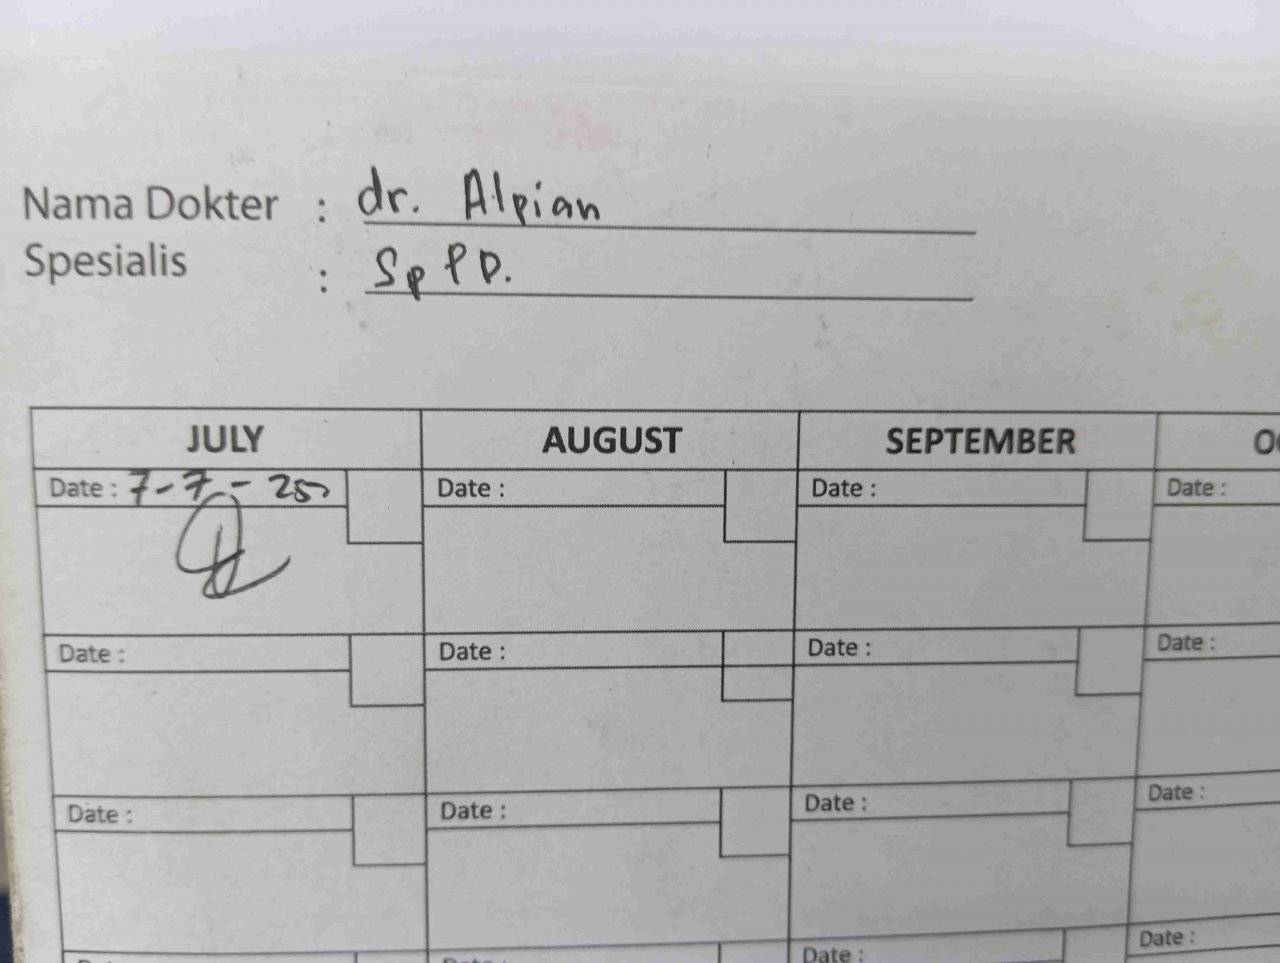 Nama Dokter : dr. Alpian
Spesialis : Sp PD.
JULY AUGUST SEPTEMBER
Date : 7-7- Date : Date : Date :
Date : Date : Date : Date :
Date : Date : Date : Date :
Date : Date :